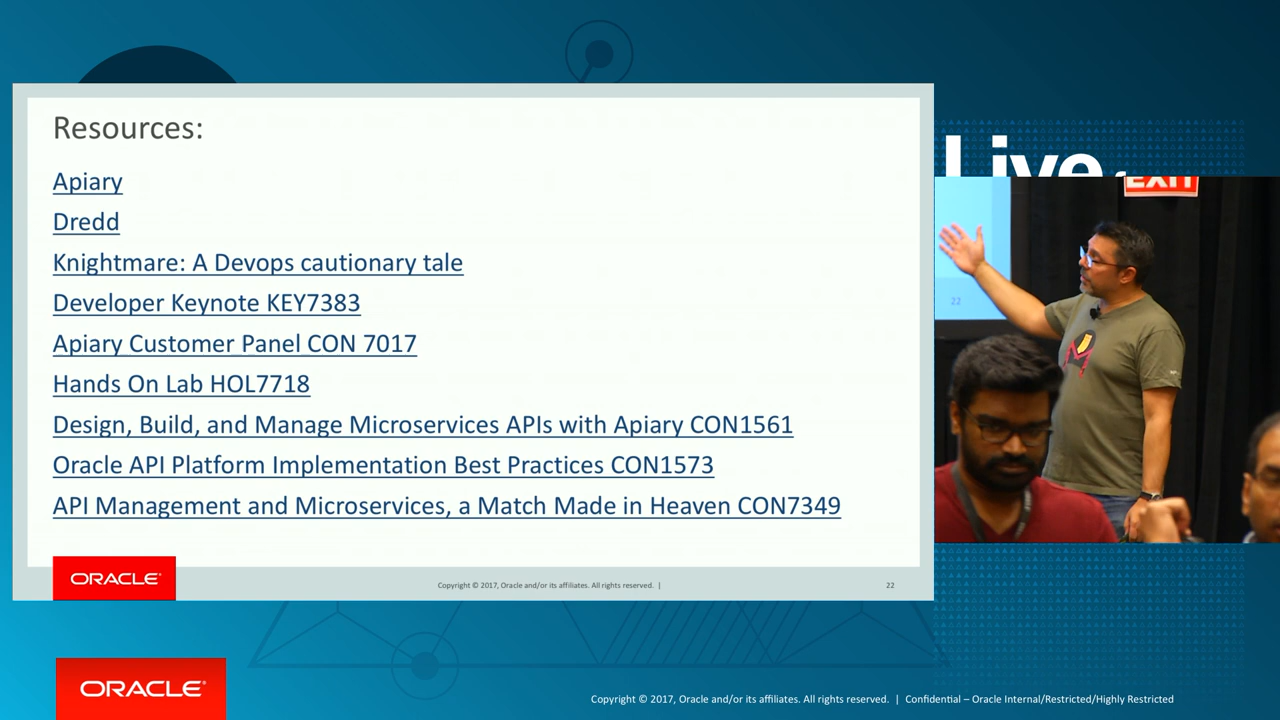 Resources:
Apiary
Dredd
Knightmare: A Devops cautionary tale
Developer Keynote KEY7383
Apiary Customer Panel CON 7017
Hands On Lab HOL7718
Design, Build, and Manage Microservices APIs with Apiary CON1561
Oracle API Platform Implementation Best Practices CON1573
API Management and Microservices, a Match Made in Heaven CON7349
ORACLE®
Copyright © 2017, Oracle and/or its affiliates. All rights reserved. |
22
Live
EXIT
22
ORACLE®
Copyright © 2017, Oracle and/or its affiliates. All rights reserved. | Confidential – Oracle Internal/Restricted/Highly Restricted